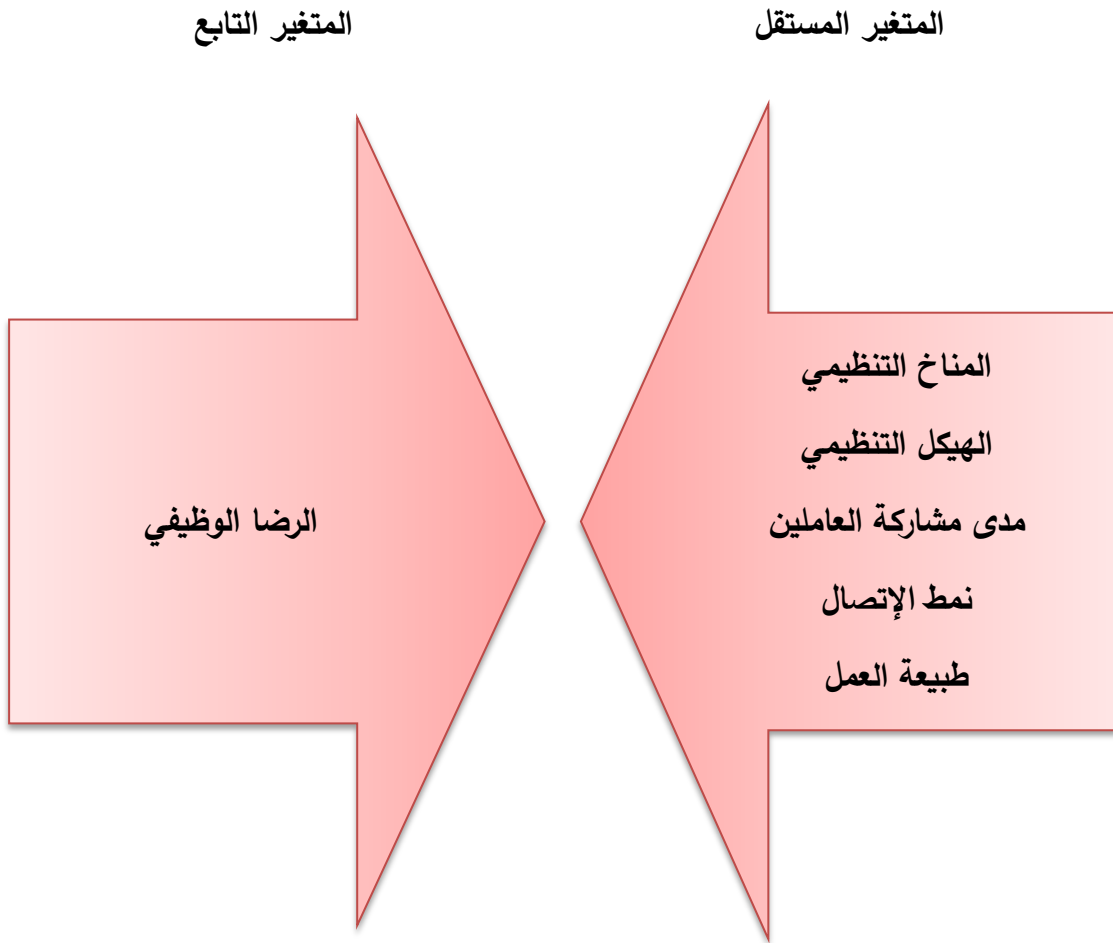 المتغير المستقل
المتغير التابع
المناخ التنظيمي
الهيكل التنظيمي
مدى مشاركة العاملين
نمط الإتصال
طبيعة العمل
الرضا الوظيفي